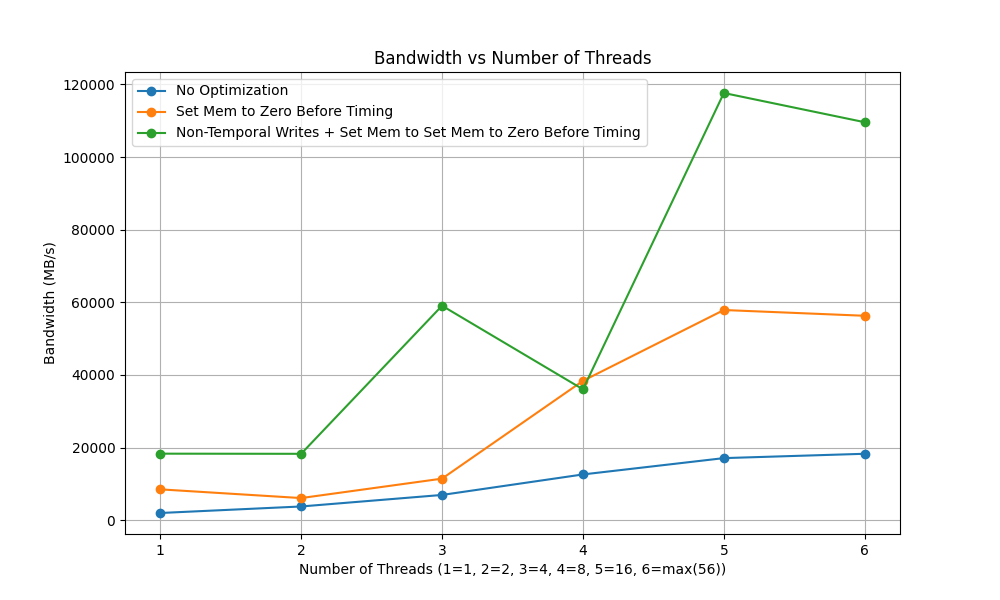 Bandwidth vs Number of Threads
No Optimization
Set Mem to Zero Before Timing
Non-Temporal Writes + Set Mem to Set Mem to Zero Before Timing
120000
100000
80000
60000
40000
20000
0
Bandwidth (MB/s)
1 2 3 4 5 6
Number of Threads (1=1, 2=2, 3=4, 4=8, 5=16, 6=max(56))